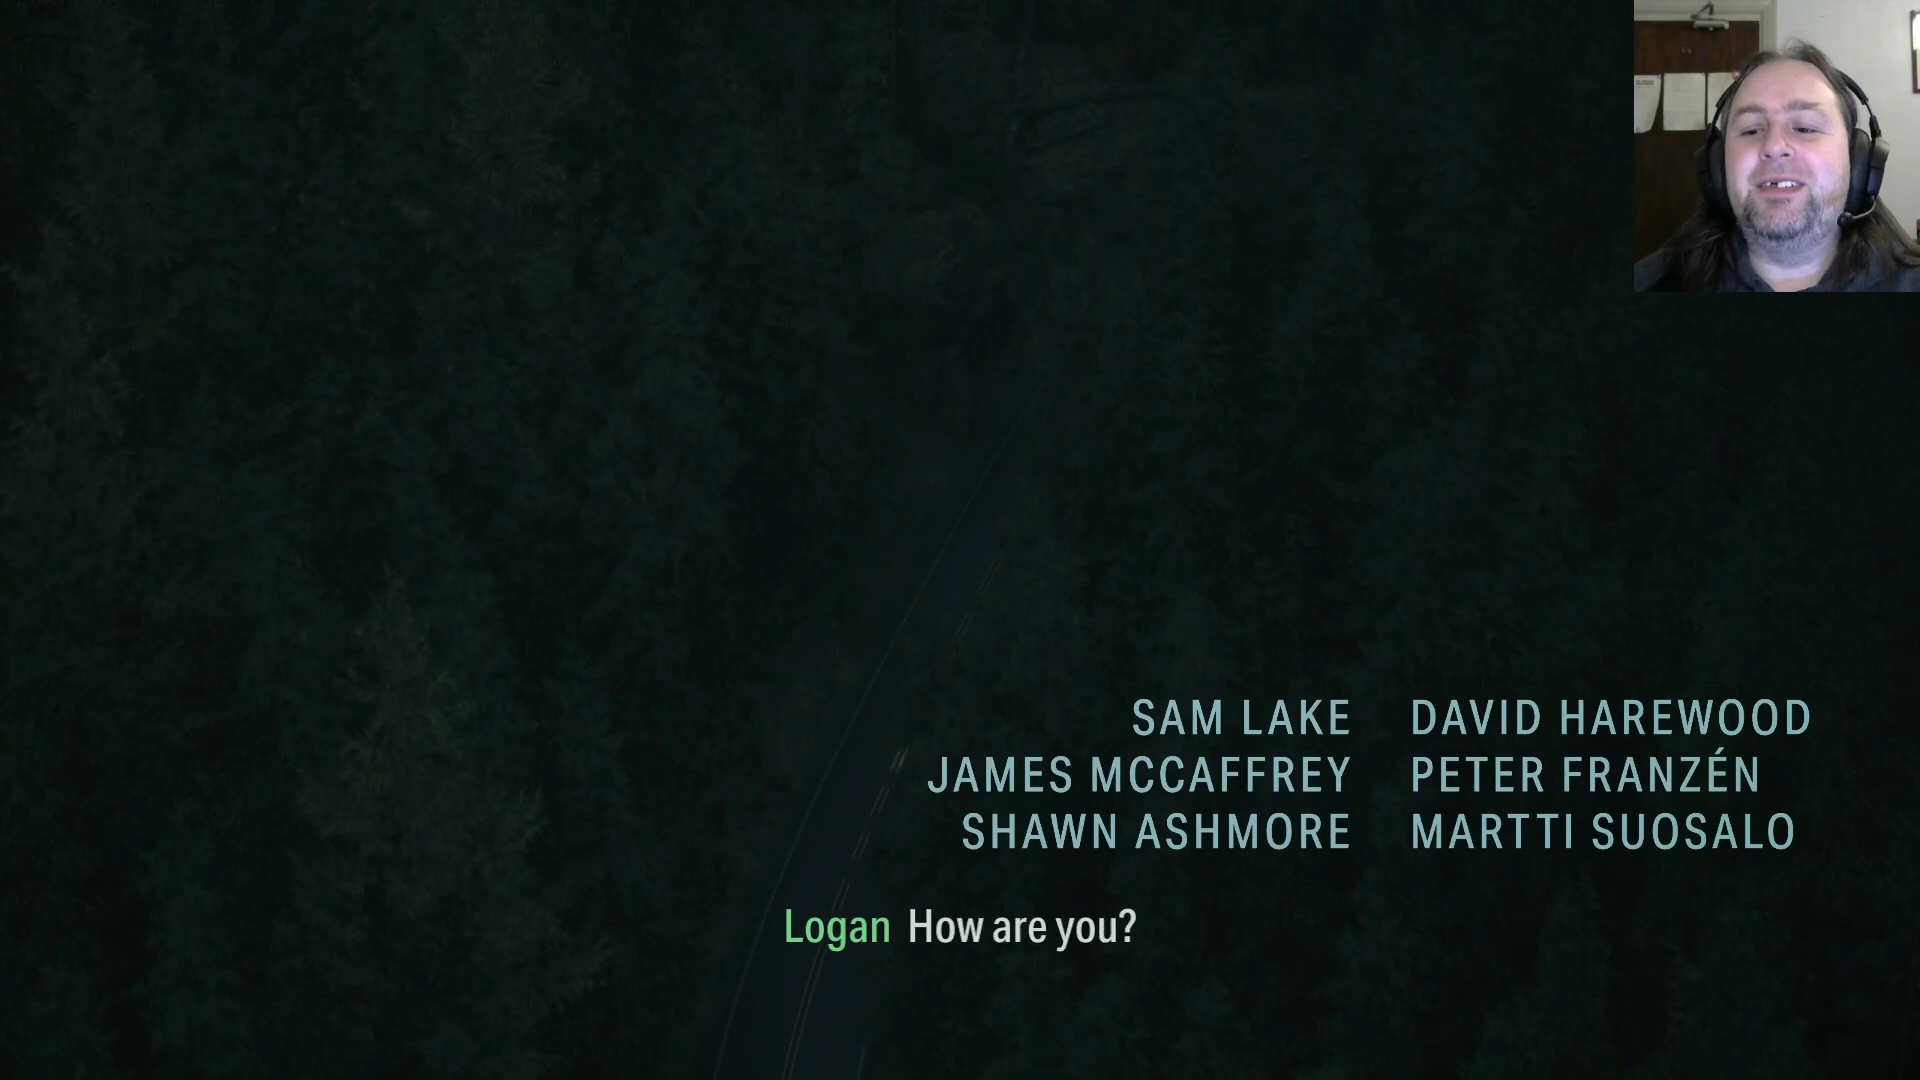 SAM LAKE DAVID HAREWOOD
JAMES MCCAFFREY PETER FRANZÉN
SHAWN ASHMORE MARTTI SUOSALO
Logan How are you?